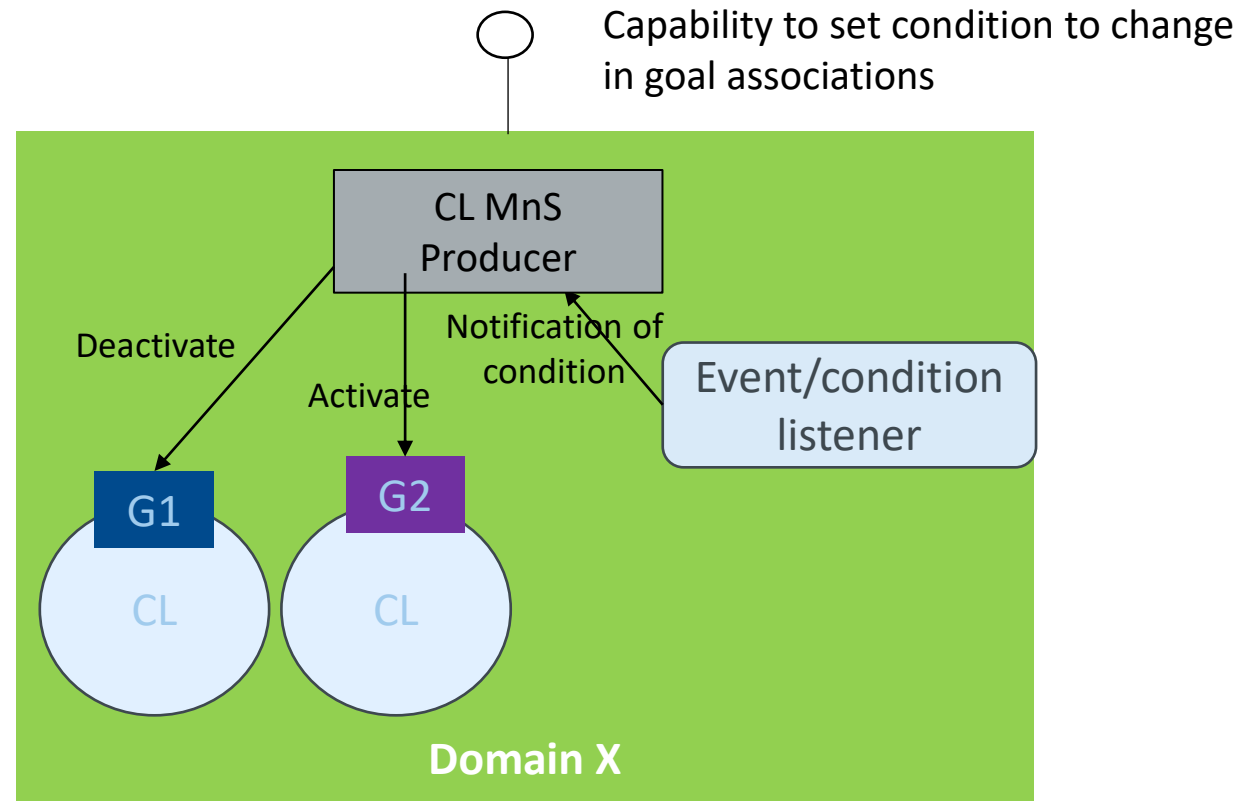 Capability to set condition to change
in goal associations
CL MnS
Producer
Deactivate
Notification of
condition
Activate
Event/condition
listener
G1
G2
CL
CL
Domain X